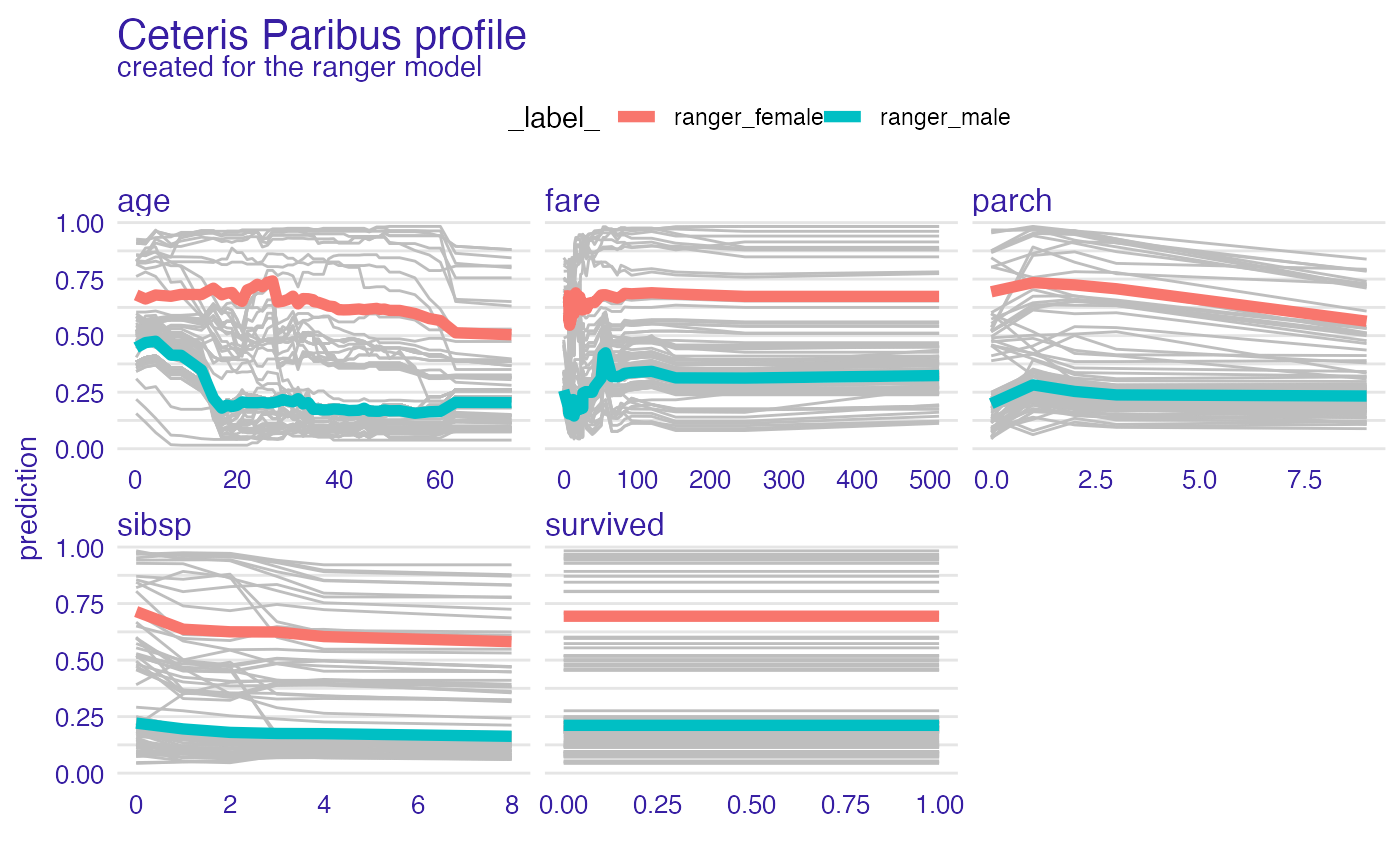 Ceteris Paribus profile
created for the ranger model
_label_ ranger_female ranger_male
age fare parch
1.00
0.75
0.50
0.25
0.00
0 20 40 60 0 100 200 300 400 500 0.0 2.5 5.0 7.5
prediction
sibsp survived
1.00
0.75
0.50
0.25
0.00
0 2 4 6 8 0.00 0.25 0.50 0.75 1.00